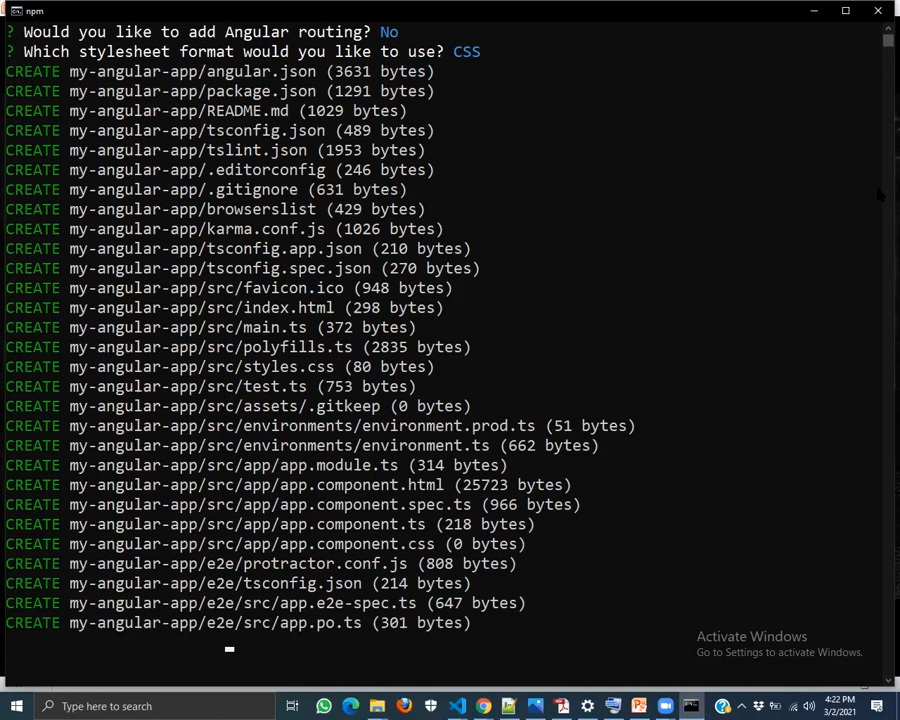 npm
? Would you like to add Angular routing? No
? Which stylesheet format would you like to use? CSS
CREATE my-angular-app/angular.json (3631 bytes)
CREATE my-angular-app/package.json (1291 bytes)
CREATE my-angular-app/README.md (1029 bytes)
CREATE my-angular-app/tsconfig.json (489 bytes)
CREATE my-angular-app/tslint.json (1953 bytes)
CREATE my-angular-app/.editorconfig (246 bytes)
CREATE my-angular-app/.gitignore (631 bytes)
CREATE my-angular-app/browserslist (429 bytes)
CREATE my-angular-app/karma.conf.js (1026 bytes)
CREATE my-angular-app/tsconfig.app.json (210 bytes)
CREATE my-angular-app/tsconfig.spec.json (270 bytes)
CREATE my-angular-app/src/favicon.ico (948 bytes)
CREATE my-angular-app/src/index.html (298 bytes)
CREATE my-angular-app/src/main.ts (372 bytes)
CREATE my-angular-app/src/polyfills.ts (2835 bytes)
CREATE my-angular-app/src/styles.css (80 bytes)
CREATE my-angular-app/src/test.ts (753 bytes)
CREATE my-angular-app/src/assets/.gitkeep (0 bytes)
CREATE my-angular-app/src/environments/environment.prod.ts (51 bytes)
CREATE my-angular-app/src/environments/environment.ts (662 bytes)
CREATE my-angular-app/src/app/app.module.ts (314 bytes)
CREATE my-angular-app/src/app/app.component.html (25723 bytes)
CREATE my-angular-app/src/app/app.component.spec.ts (966 bytes)
CREATE my-angular-app/src/app/app.component.ts (218 bytes)
CREATE my-angular-app/src/app/app.component.css (0 bytes)
CREATE my-angular-app/e2e/protractor.conf.js (808 bytes)
CREATE my-angular-app/e2e/tsconfig.json (214 bytes)
CREATE my-angular-app/e2e/src/app.e2e-spec.ts (647 bytes)
CREATE my-angular-app/e2e/src/app.po.ts (301 bytes)
Activate Windows
Go to Settings to activate Windows.
Type here to search
4:22 PM
3/2/2021